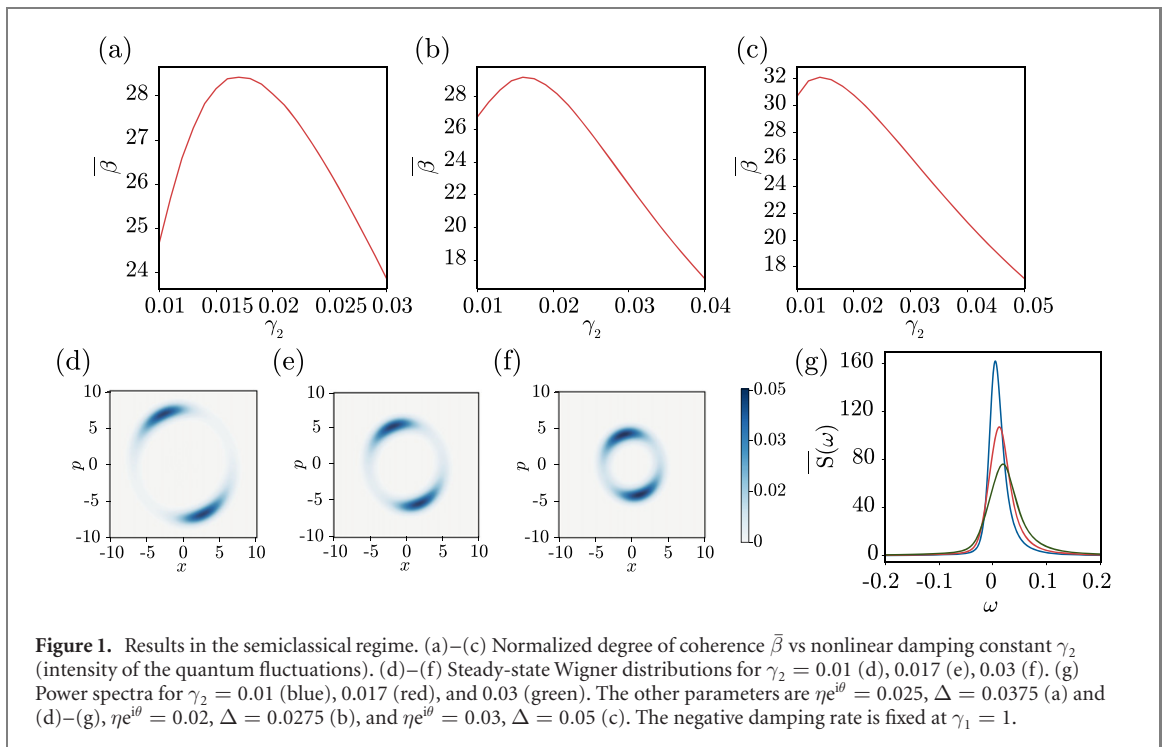 (a) (b) (c)
28
27
26
25
24
β̅
0.01 0.015 0.02 0.025 0.03
γ₂
28
26
24
22
20
18
β̅
0.01 0.02 0.03 0.04
γ₂
32
30
28
26
24
22
20
18
β̅
0.01 0.02 0.03 0.04 0.05
γ₂
(d) (e) (f) (g)
10
5
0
-5
-10
p
-10 -5 0 5 10
x
10
5
0
-5
-10
p
-10 -5 0 5 10
x
10
5
0
-5
-10
p
-10 -5 0 5 10
x
0.05
0.03
0.02
0
160
120
80
40
0
S̅(ω)
-0.2 -0.1 0 0.1 0.2
ω
Figure 1. Results in the semiclassical regime. (a)–(c) Normalized degree of coherence β̄ vs nonlinear damping constant γ₂
(intensity of the quantum fluctuations). (d)–(f) Steady-state Wigner distributions for γ₂ = 0.01 (d), 0.017 (e), 0.03 (f). (g)
Power spectra for γ₂ = 0.01 (blue), 0.017 (red), and 0.03 (green). The other parameters are ηe^{iθ} = 0.025, Δ = 0.0375 (a) and
(d)–(g), ηe^{iθ} = 0.02, Δ = 0.0275 (b), and ηe^{iθ} = 0.03, Δ = 0.05 (c). The negative damping rate is fixed at γ₁ = 1.